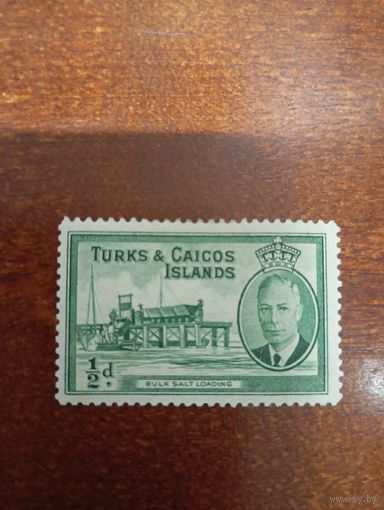 TURKS & CAICOS
ISLANDS
½d.
BULK SALT LOADING
www.ay.by